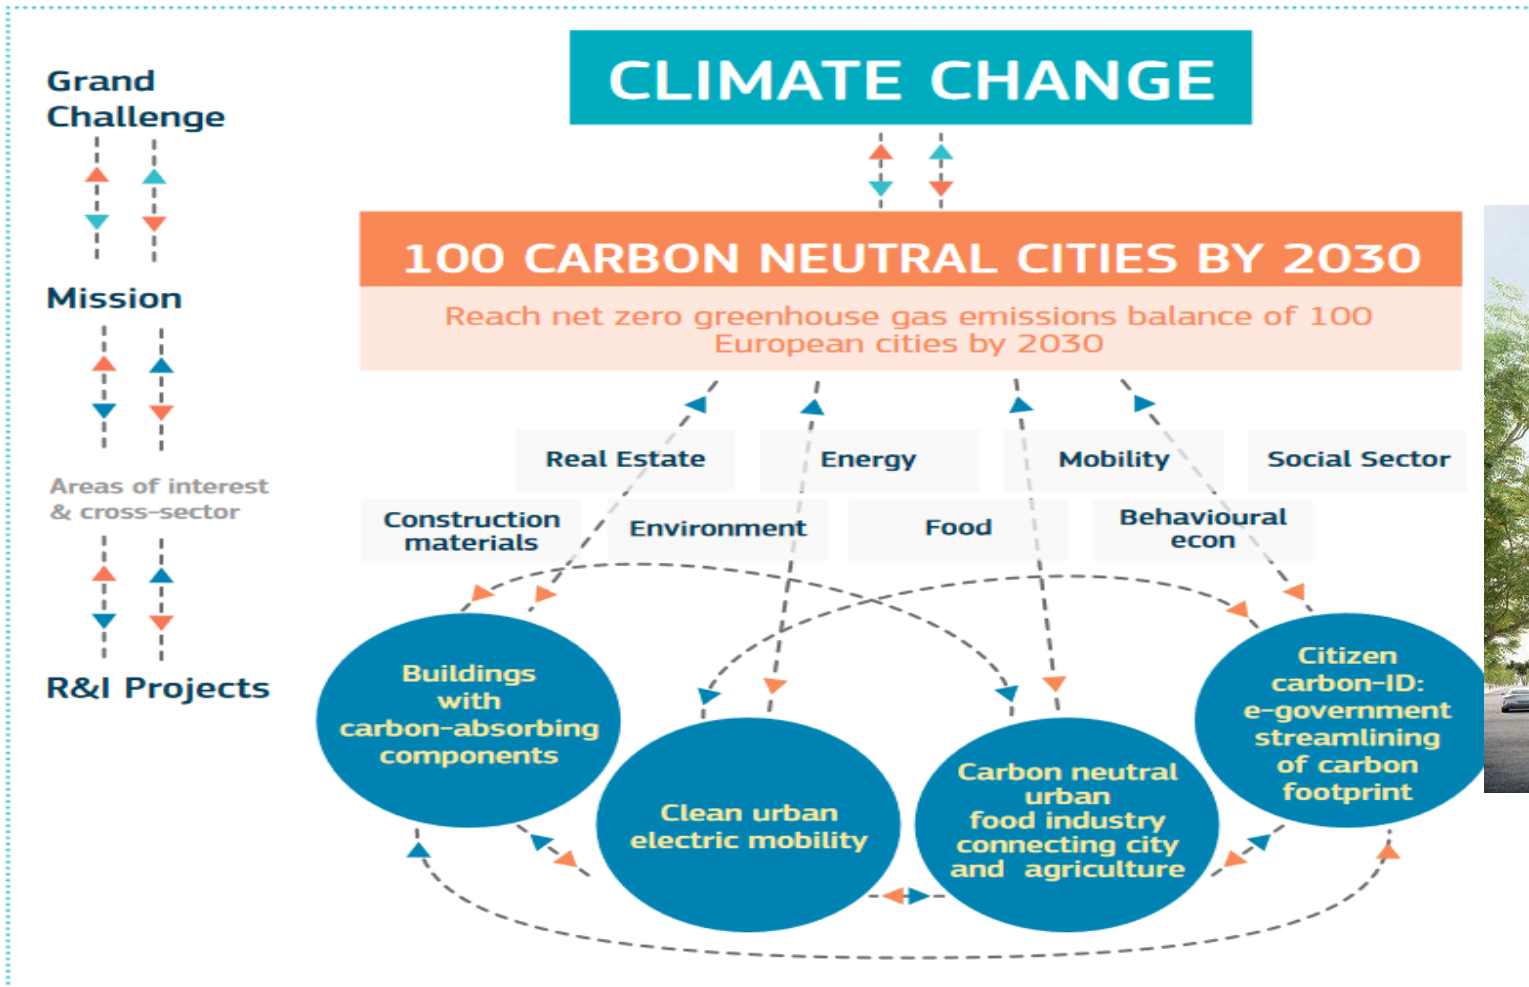 Grand
Challenge
Mission
Areas of interest
& cross-sector
R&I Projects
CLIMATE CHANGE
100 CARBON NEUTRAL CITIES BY 2030
Reach net zero greenhouse gas emissions balance of 100
European cities by 2030
Real Estate
Energy
Mobility
Social Sector
Construction
materials
Environment
Food
Behavioural
econ
Buildings
with
carbon-absorbing
components
Clean urban
electric mobility
Carbon neutral
urban
food industry
connecting city
and agriculture
Citizen
carbon-ID:
e-government
streamlining
of carbon
footprint